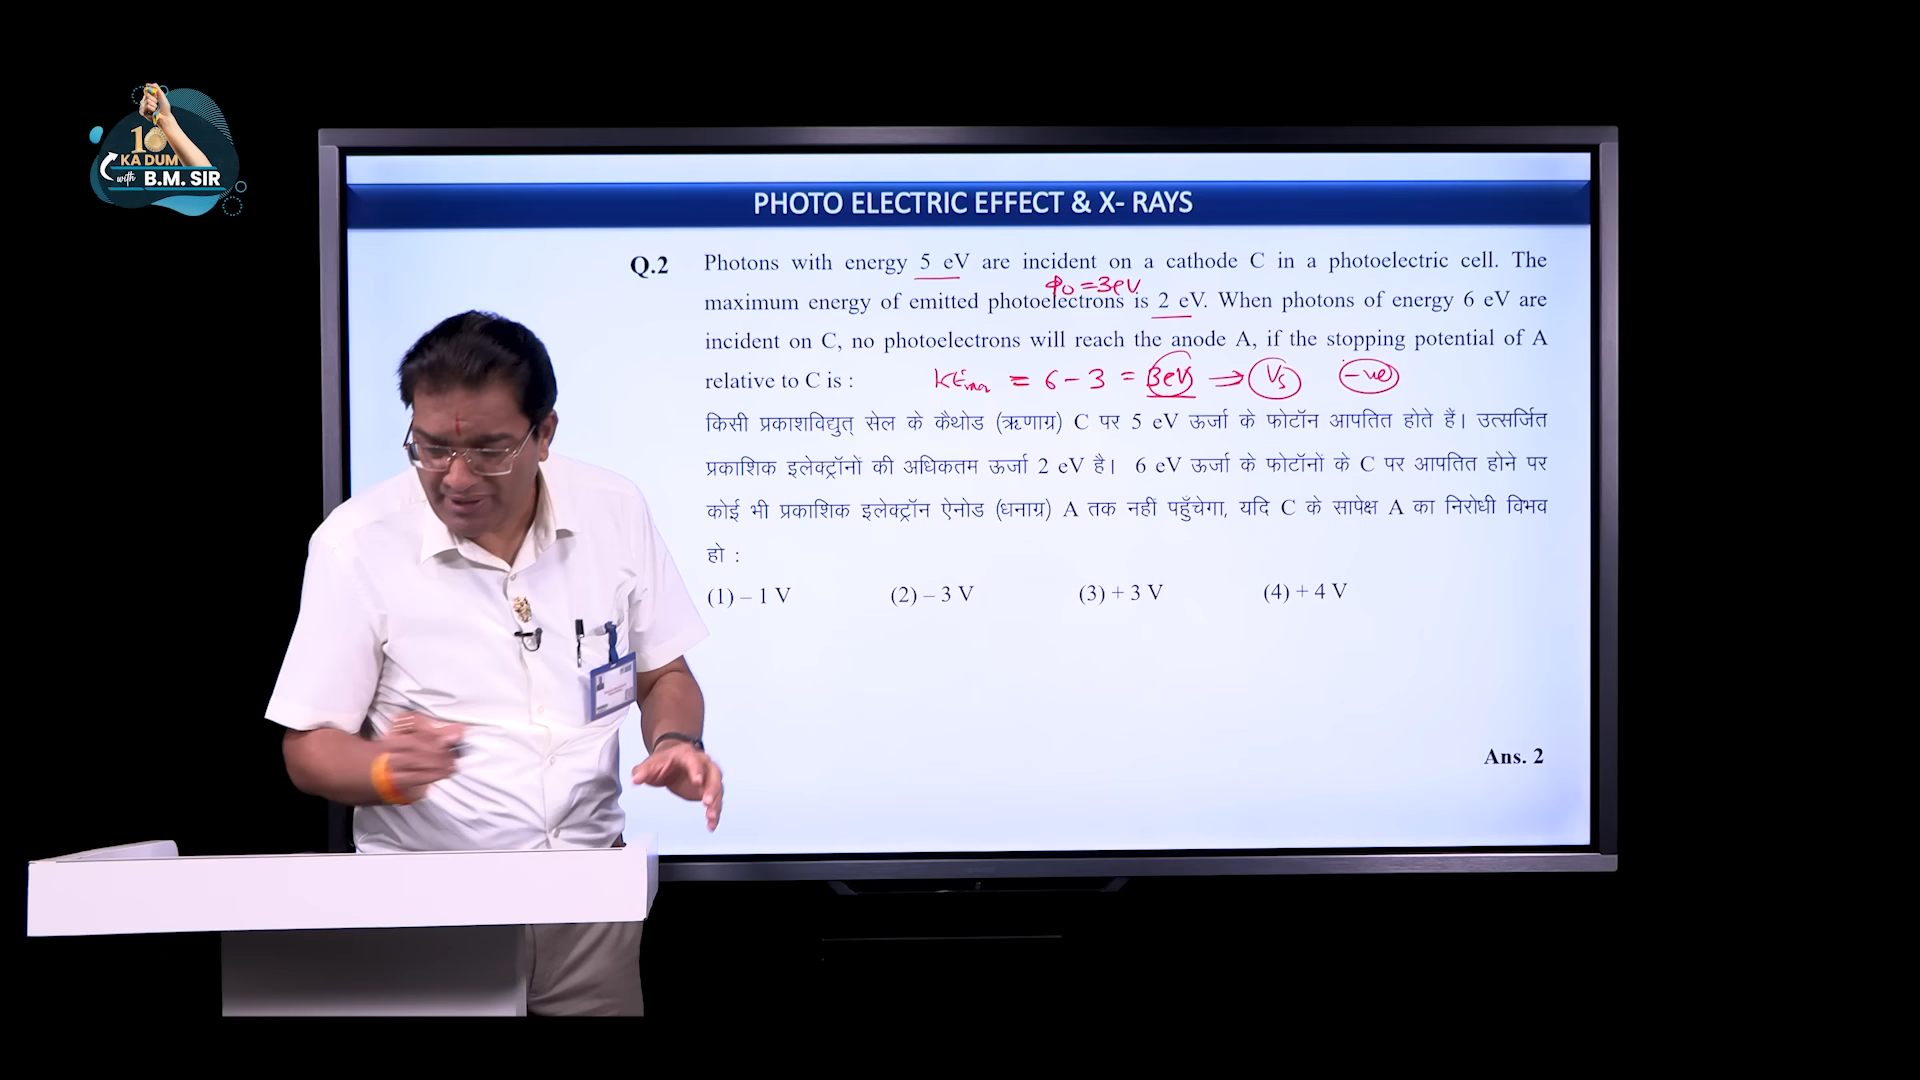 10
KA DUM
with B.M. SIR
PHOTO ELECTRIC EFFECT & X- RAYS
Q.2 Photons with energy 5 eV are incident on a cathode C in a photoelectric cell. The
ϕ0 = 3eV
maximum energy of emitted photoelectrons is 2 eV. When photons of energy 6 eV are
incident on C, no photoelectrons will reach the anode A, if the stopping potential of A
relative to C is :
KEmax = 6 - 3 = 3eV ⇒ Vs -ve
किसी प्रकाशविद्युत् सेल के कैथोड (ऋणाग्र) C पर 5 eV ऊर्जा के फोटॉन आपतित होते हैं। उत्सर्जित
प्रकाशिक इलेक्ट्रॉनों की अधिकतम ऊर्जा 2 eV है। 6 eV ऊर्जा के फोटॉनों के C पर आपतित होने पर
कोई भी प्रकाशिक इलेक्ट्रॉन ऐनोड (धनाग्र) A तक नहीं पहुँचेगा, यदि C के सापेक्ष A का निरोधी विभव
हो :
(1) – 1 V (2) – 3 V (3) + 3 V (4) + 4 V
Ans. 2